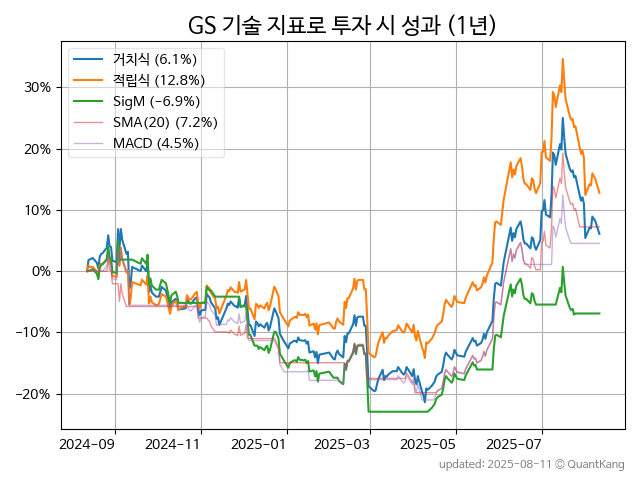 GS 기술 지표로 투자 시 성과 (1년)
거치식 (6.1%)
적립식 (12.8%)
SigM (−6.9%)
SMA(20) (7.2%)
MACD (4.5%)
30%
20%
10%
0%
−10%
−20%
2024−09
2024−11
2025−01
2025−03
2025−05
2025−07
updated: 2025-08-11 © QuantKang